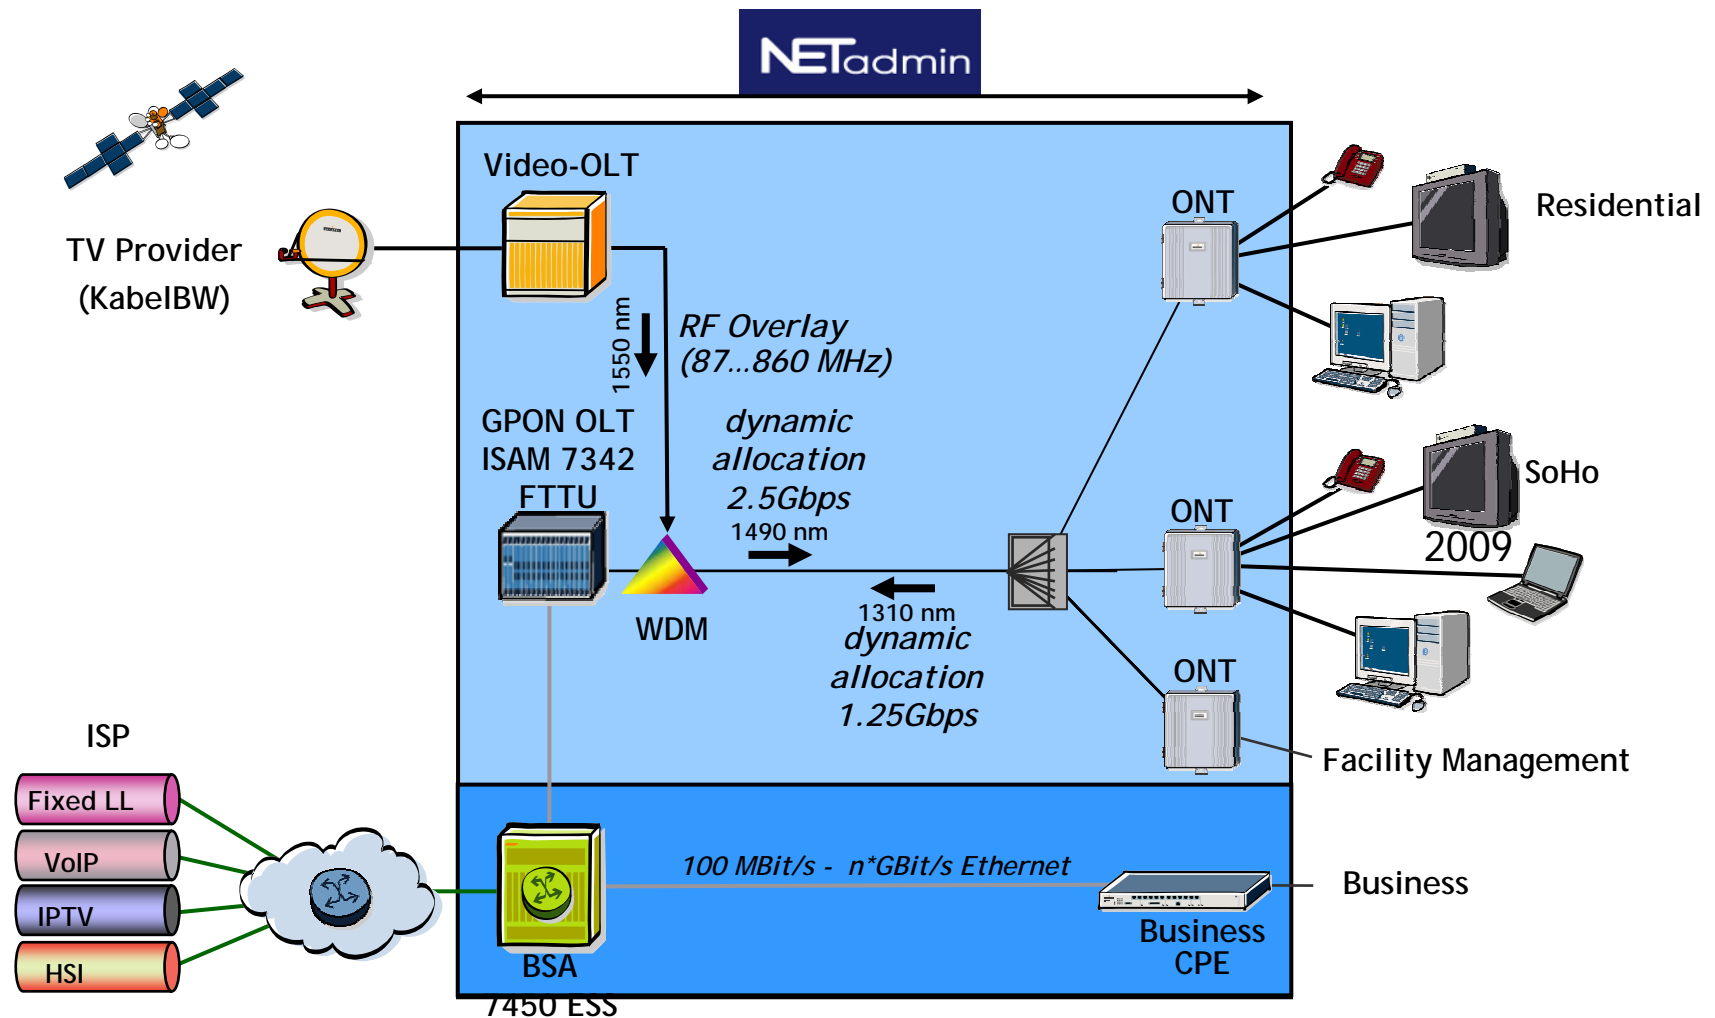 NETadmin
Video-OLT
TV Provider
(KabelBW)
1550 nm
RF Overlay
(87...860 MHz)
ONT
Residential
GPON OLT
ISAM 7342
FTTU
dynamic
allocation
2.5Gbps
1490 nm
WDM
1310 nm
dynamic
allocation
1.25Gbps
ONT
SoHo
2009
ONT
Facility Management
ISP
Fixed LL
VoIP
IPTV
HSI
100 MBit/s - n*GBit/s Ethernet
BSA
7450 ESS
Business
CPE
Business